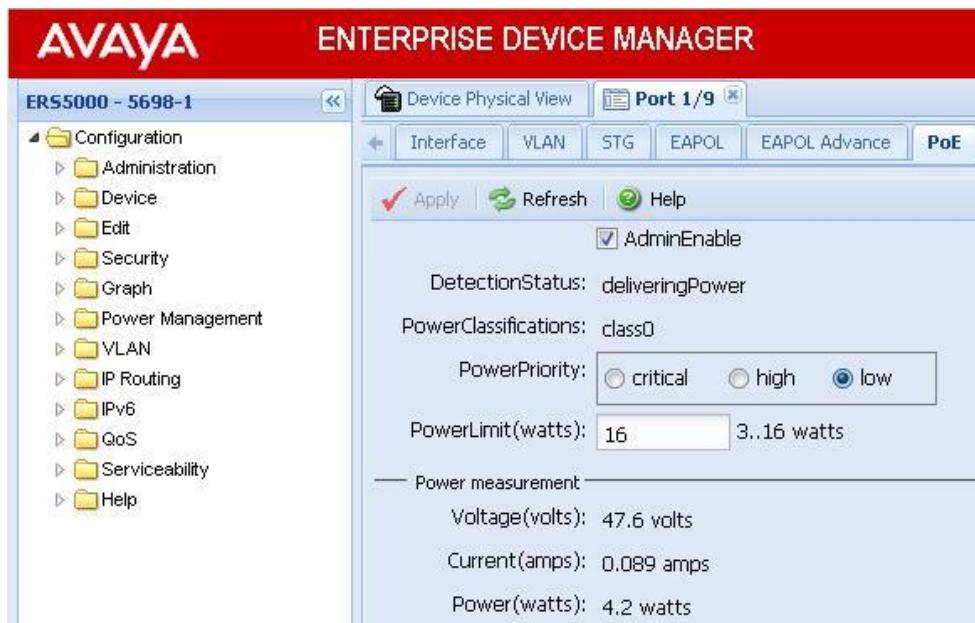 AVAYA ENTERPRISE DEVICE MANAGER
ERS5000 - 5698-1
Configuration
Administration
Device
Edit
Security
Graph
Power Management
VLAN
IP Routing
IPv6
QoS
Serviceability
Help
Device Physical View Port 1/9
Interface VLAN STG EAPOL EAPOL Advance PoE
Apply Refresh Help
AdminEnable
DetectionStatus: deliveringPower
PowerClassifications: class0
PowerPriority: critical high low
PowerLimit(watts): 16 3..16 watts
Power measurement
Voltage(volts): 47.6 volts
Current(amps): 0.089 amps
Power(watts): 4.2 watts